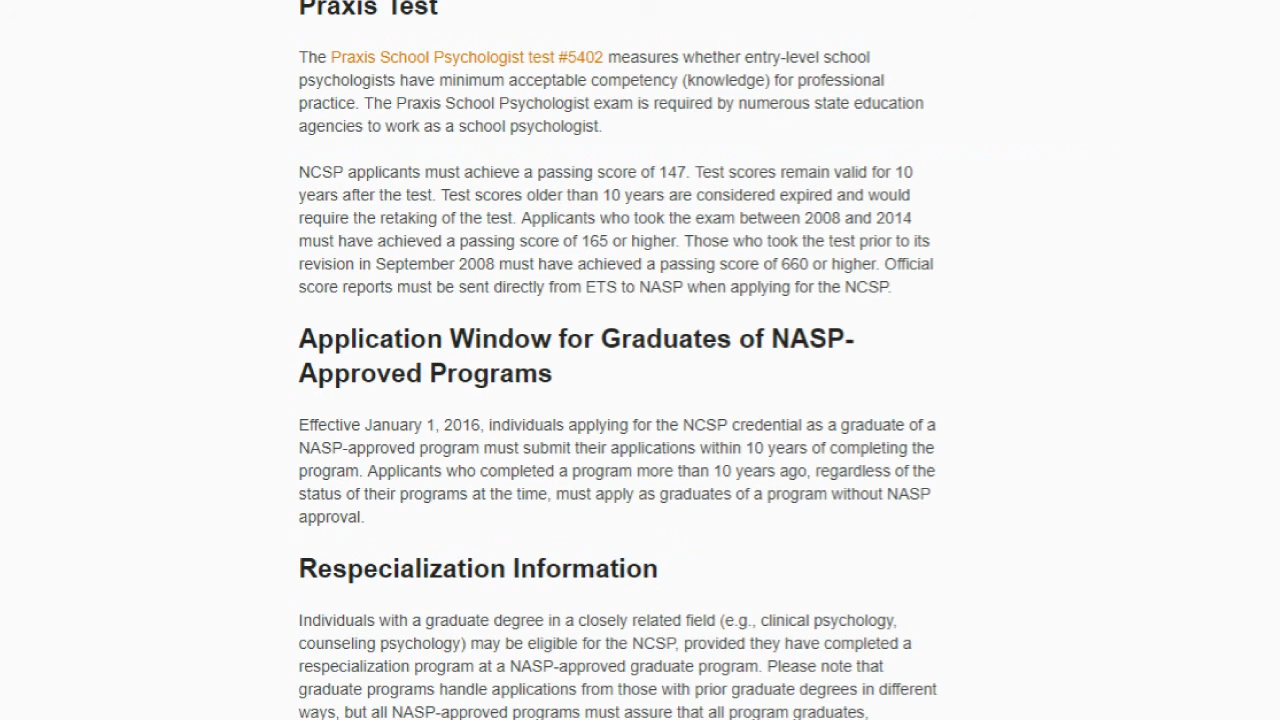 Praxis Test
The Praxis School Psychologist test #5402 measures whether entry-level school
psychologists have minimum acceptable competency (knowledge) for professional
practice. The Praxis School Psychologist exam is required by numerous state education
agencies to work as a school psychologist.
NCSP applicants must achieve a passing score of 147. Test scores remain valid for 10
years after the test. Test scores older than 10 years are considered expired and would
require the retaking of the test. Applicants who took the exam between 2008 and 2014
must have achieved a passing score of 165 or higher. Those who took the test prior to its
revision in September 2008 must have achieved a passing score of 660 or higher. Official
score reports must be sent directly from ETS to NASP when applying for the NCSP.
Application Window for Graduates of NASP-
Approved Programs
Effective January 1, 2016, individuals applying for the NCSP credential as a graduate of a
NASP-approved program must submit their applications within 10 years of completing the
program. Applicants who completed a program more than 10 years ago, regardless of the
status of their programs at the time, must apply as graduates of a program without NASP
approval.
Respecialization Information
Individuals with a graduate degree in a closely related field (e.g., clinical psychology,
counseling psychology) may be eligible for the NCSP, provided they have completed a
respecialization program at a NASP-approved graduate program. Please note that
graduate programs handle applications from those with prior graduate degrees in different
ways, but all NASP-approved programs must assure that all program graduates,